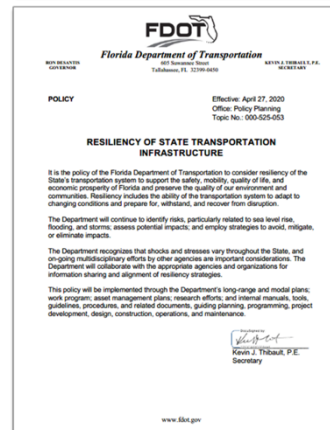 FDOT
Florida Department of Transportation
RON DESANTIS
GOVERNOR
605 Suwannee Street
Tallahassee, FL 32399-0450
KEVIN J. THIBAULT, P.E.
SECRETARY
POLICY
Effective: April 27, 2020
Office: Policy Planning
Topic No.: 000-525-053
RESILIENCY OF STATE TRANSPORTATION
INFRASTRUCTURE
It is the policy of the Florida Department of Transportation to consider resiliency of the
State's transportation system to support the safety, mobility, quality of life, and
economic prosperity of Florida and preserve the quality of our environment and
communities. Resiliency includes the ability of the transportation system to adapt to
changing conditions and prepare for, withstand, and recover from disruption.
The Department will continue to identify risks, particularly related to sea level rise,
flooding, and storms; assess potential impacts; and employ strategies to avoid, mitigate,
or eliminate impacts.
The Department recognizes that shocks and stresses vary throughout the State, and
on-going multidisciplinary efforts by other agencies are important considerations. The
Department will collaborate with the appropriate agencies and organizations for
information sharing and alignment of resiliency strategies.
This policy will be implemented through the Department's long-range and modal plans;
work program; asset management plans; research efforts; and internal manuals, tools,
guidelines, procedures, and related documents, guiding planning, programming, project
development, design, construction, operations, and maintenance.
Kevin J. Thibault, P.E.
Secretary
www.fdot.gov